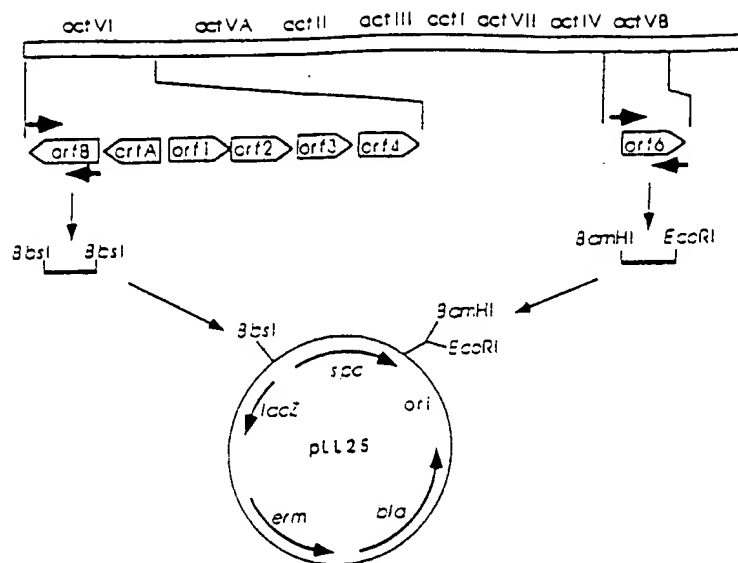 actVI actVA actII actIII actI actVII actIV actVB
orfB orfA orf1 orf2 orf3 orf4 orf6
BbsI BbsI BamHI EcoRI
BbsI BamHI
EcoRI
spc
lacZ ori
pLL25
erm bla